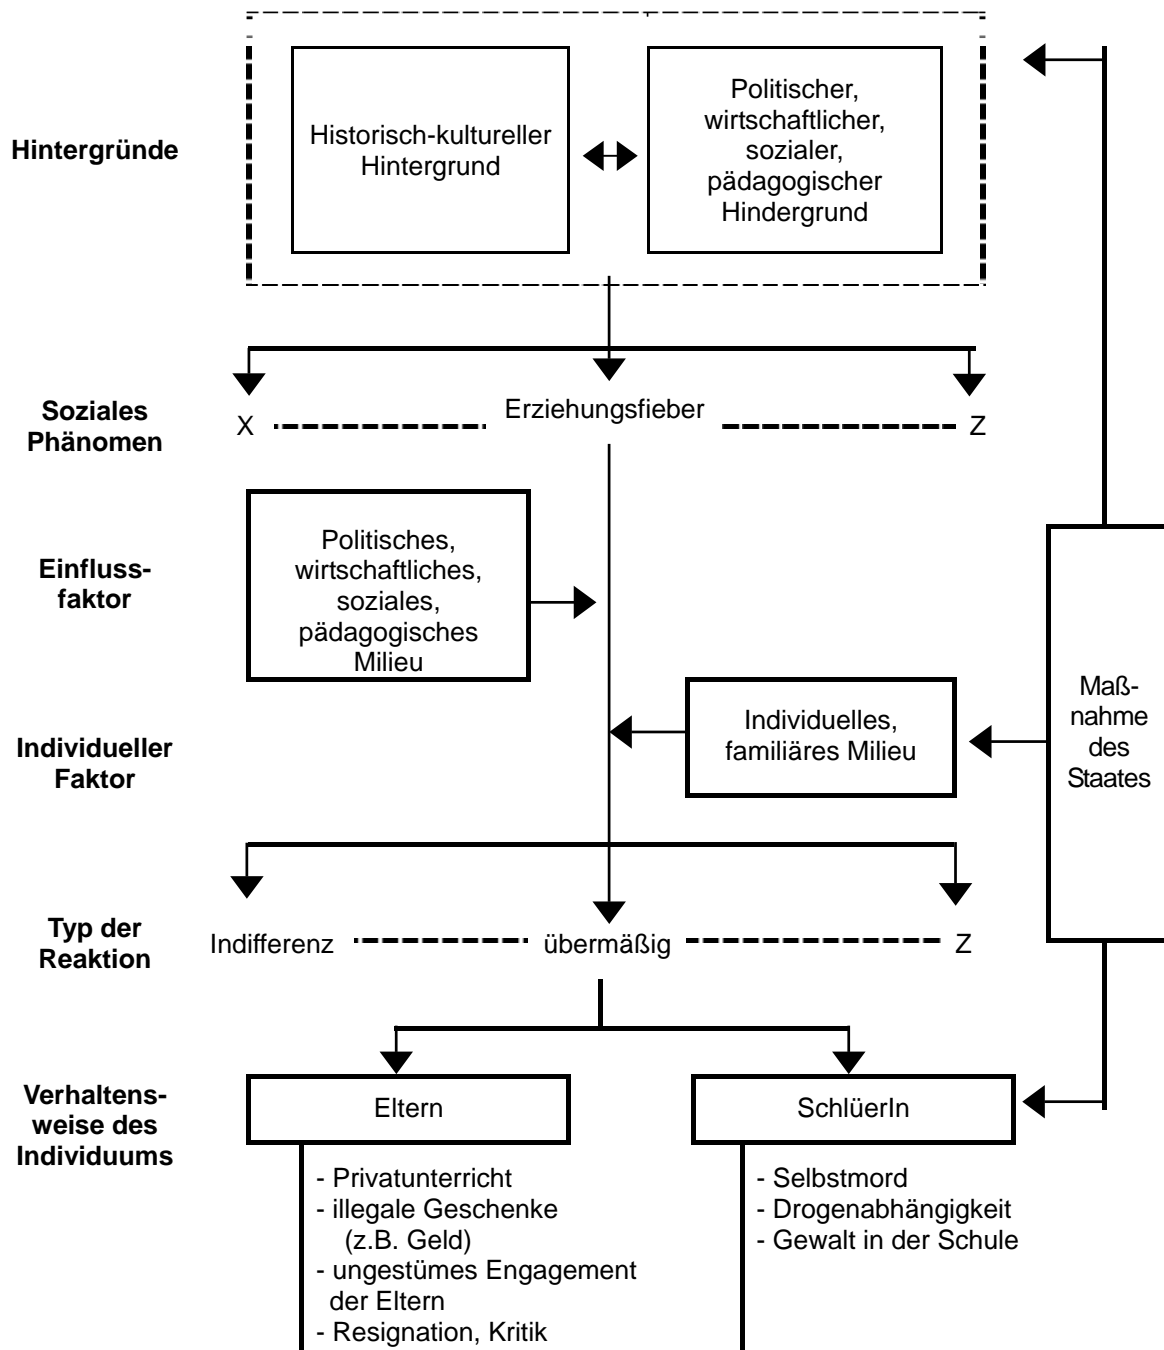 Hintergründe
Historisch-kultureller
Hintergrund
Politischer,
wirtschaftlicher,
sozialer,
pädagogischer
Hindergrund
Soziales
Phänomen
X
Erziehungsfieber
Z
Einfluss-
faktor
Politisches,
wirtschaftliches,
soziales,
pädagogisches
Milieu
Individueller
Faktor
Individuelles,
familiäres Milieu
Maß-
nahme
des
Staates
Typ der
Reaktion
Indifferenz
übermäßig
Z
Verhaltens-
weise des
Individuums
Eltern
- Privatunterricht
- illegale Geschenke
(z.B. Geld)
- ungestümes Engagement
der Eltern
- Resignation, Kritik
SchlüerIn
- Selbstmord
- Drogenabhängigkeit
- Gewalt in der Schule